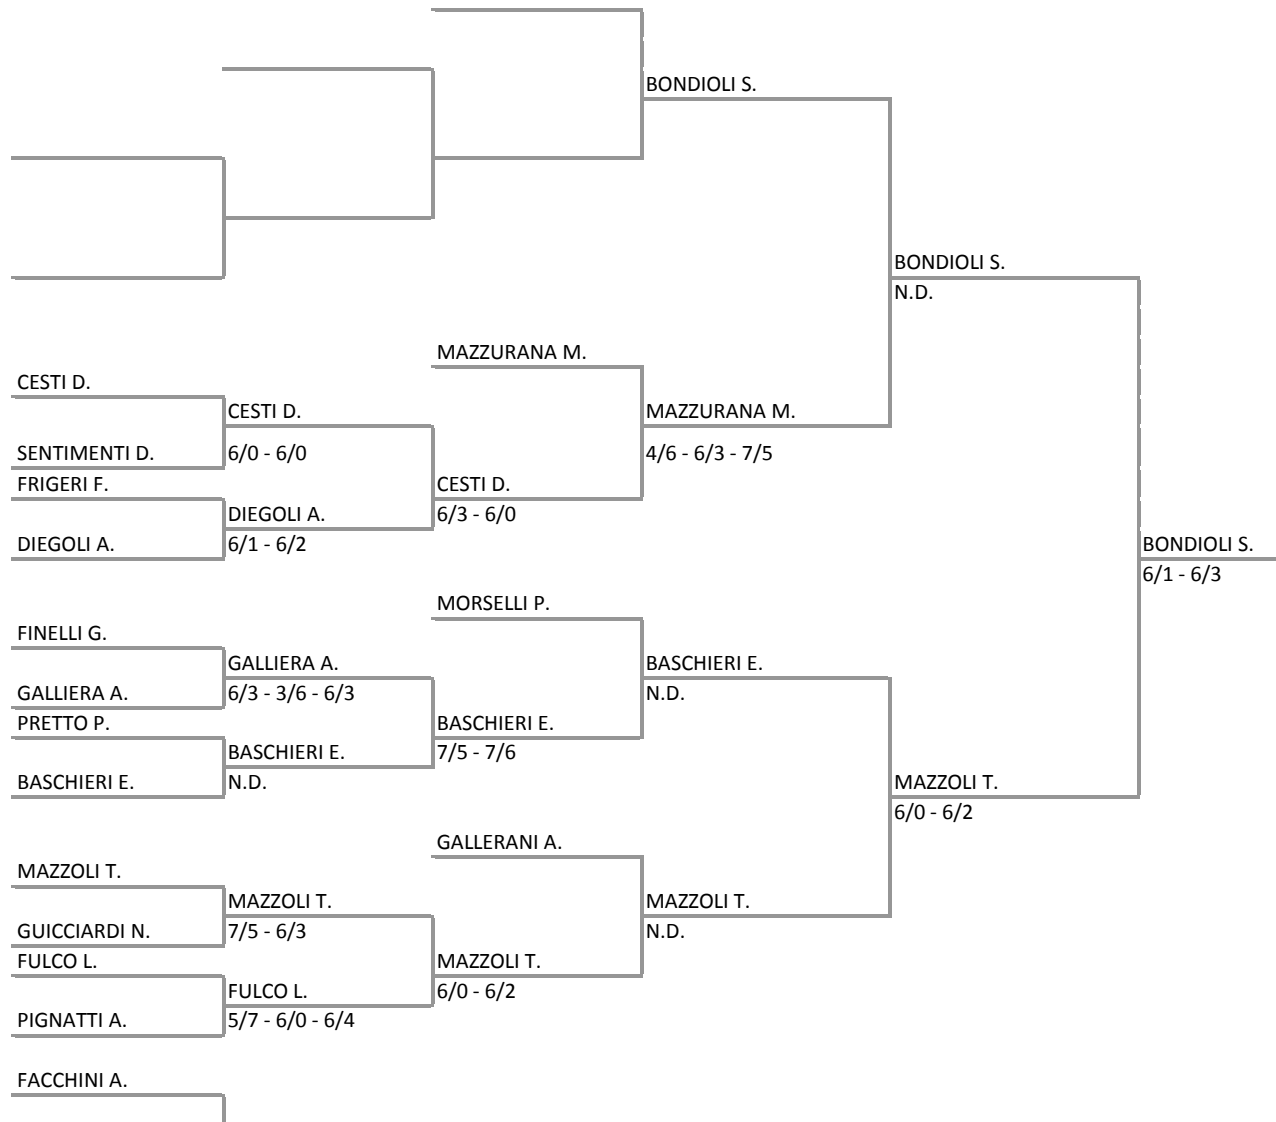 BONDIOLI S.
BONDIOLI S.
N.D.
MAZZURANA M.
CESTI D.
CESTI D.
MAZZURANA M.
SENTIMENTI D.
6/0 - 6/0
4/6 - 6/3 - 7/5
FRIGERI F.
CESTI D.
DIEGOLI A.
6/3 - 6/0
DIEGOLI A.
6/1 - 6/2
BONDIOLI S.
6/1 - 6/3
MORSELLI P.
FINELLI G.
GALLIERA A.
BASCHIERI E.
GALLIERA A.
6/3 - 3/6 - 6/3
N.D.
PRETTO P.
BASCHIERI E.
BASCHIERI E.
7/5 - 7/6
BASCHIERI E.
N.D.
MAZZOLI T.
6/0 - 6/2
GALLERANI A.
MAZZOLI T.
MAZZOLI T.
MAZZOLI T.
GUICCIARDI N.
7/5 - 6/3
N.D.
FULCO L.
MAZZOLI T.
FULCO L.
6/0 - 6/2
PIGNATTI A.
5/7 - 6/0 - 6/4
FACCHINI A.